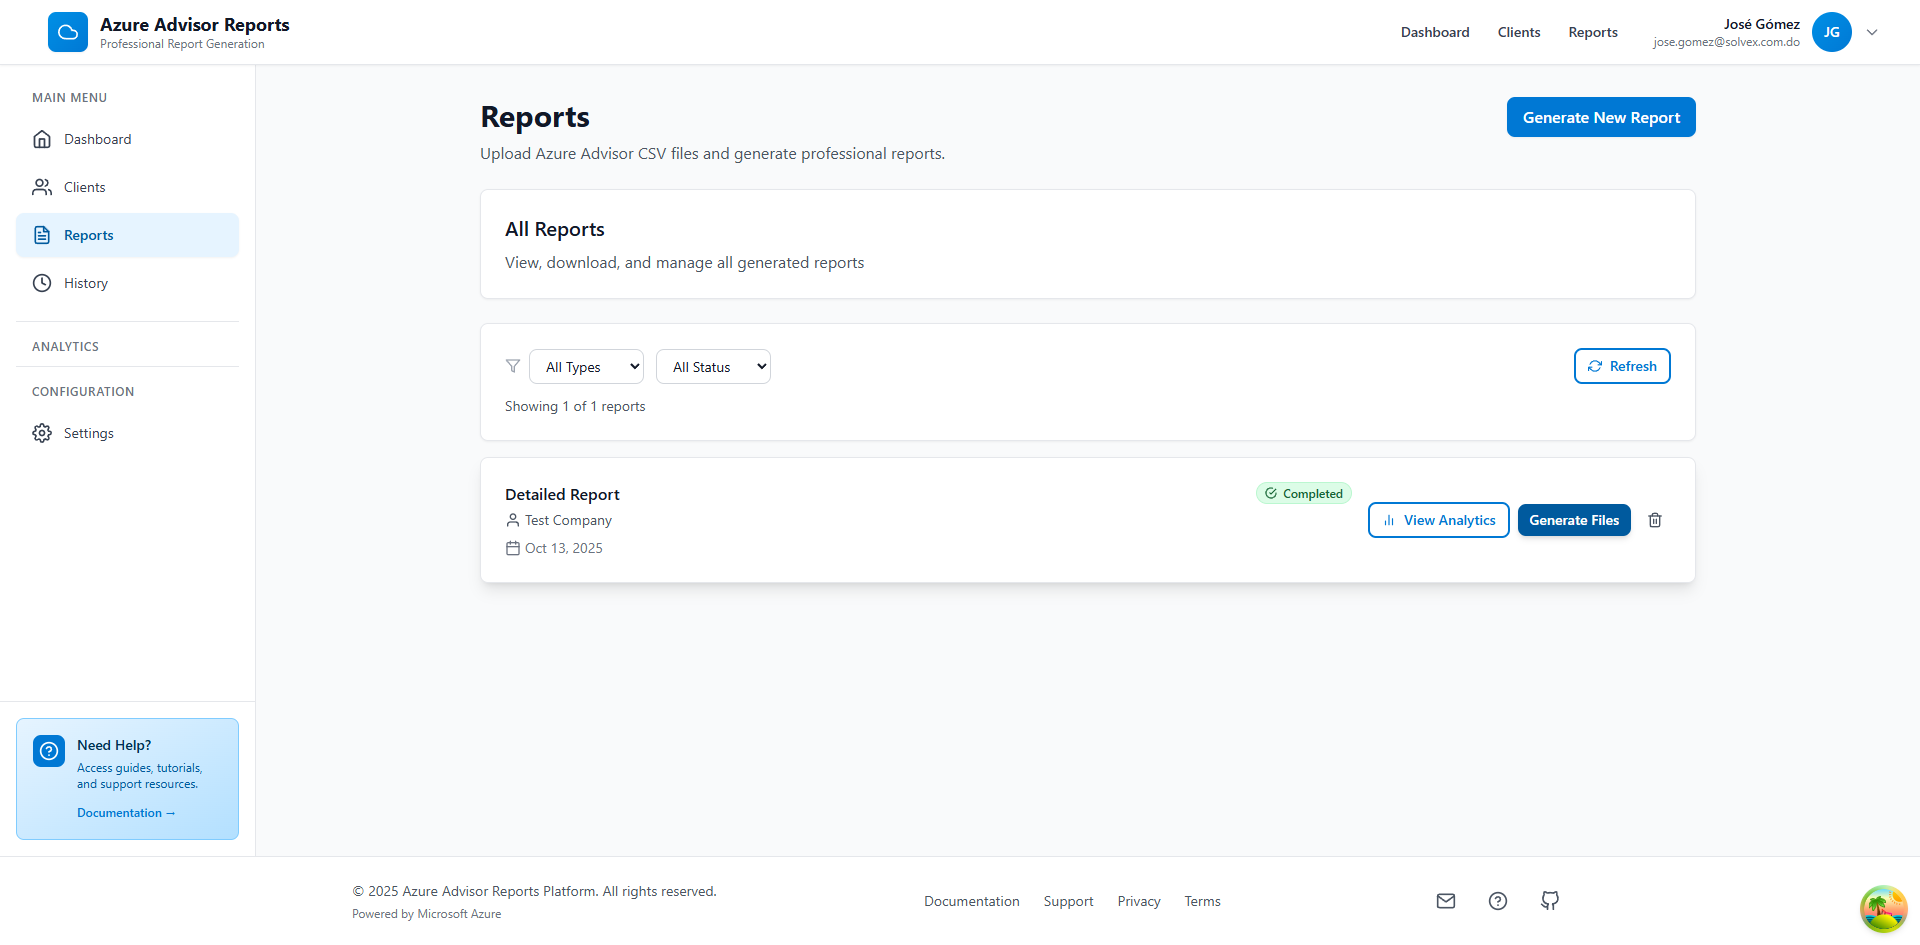 Azure Advisor Reports
Professional Report Generation
Dashboard
Clients
Reports
José Gómez
jose.gomez@solvex.com.do
JG
MAIN MENU
Dashboard
Clients
Reports
History
ANALYTICS
CONFIGURATION
Settings
Need Help?
Access guides, tutorials,
and support resources.
Documentation →
Reports
Upload Azure Advisor CSV files and generate professional reports.
Generate New Report
All Reports
View, download, and manage all generated reports
All Types
All Status
Refresh
Showing 1 of 1 reports
Detailed Report
Test Company
Oct 13, 2025
Completed
View Analytics
Generate Files
© 2025 Azure Advisor Reports Platform. All rights reserved.
Powered by Microsoft Azure
Documentation
Support
Privacy
Terms